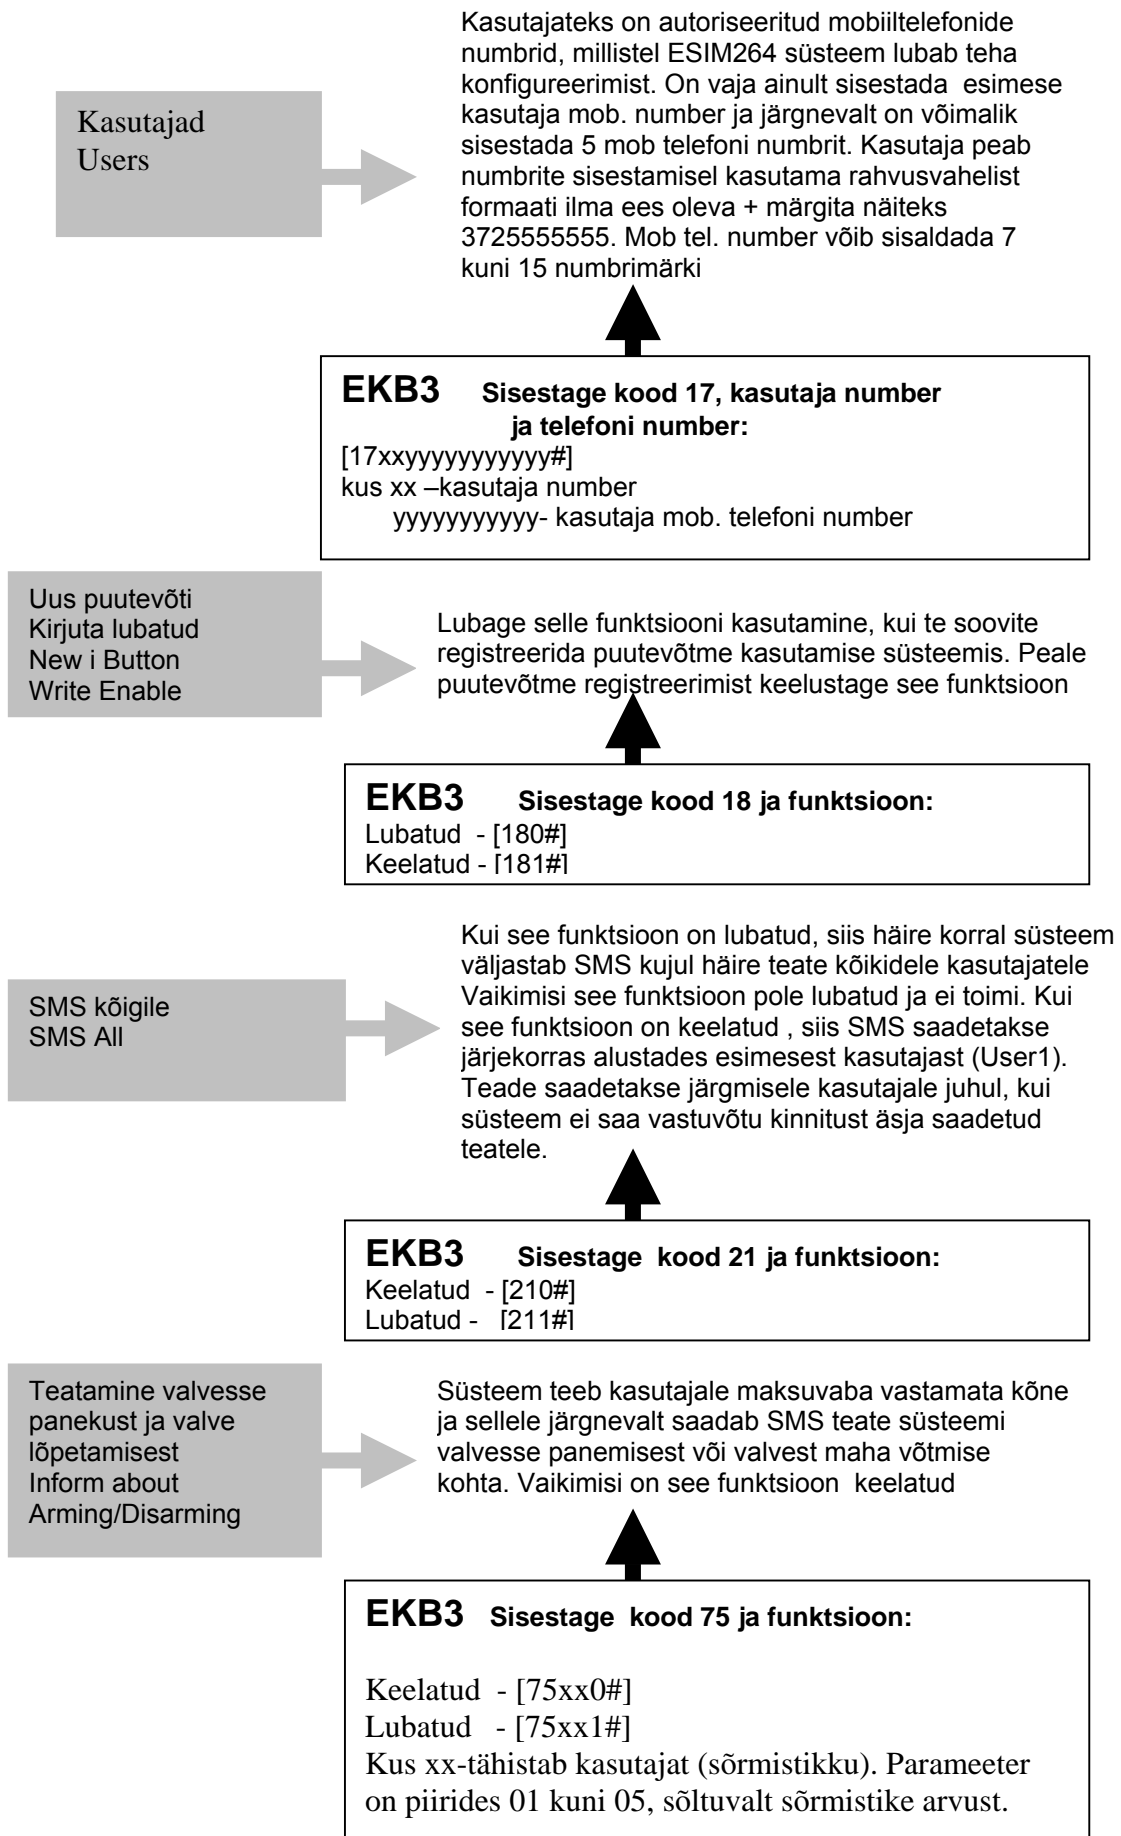 Kasutajateks on autoriseeritud mobiiltelefonide
numbrid, millistel ESIM264 süsteem lubab teha
konfigureerimist. On vaja ainult sisestada esimese
kasutaja mob. number ja järgnevalt on võimalik
sisestada 5 mob telefoni numbrit. Kasutaja peab
numbrite sisestamisel kasutama rahvusvahelist
formaati ilma ees oleva + märgita näiteks
3725555555. Mob tel. number võib sisaldada 7
kuni 15 numbrimärki
Kasutajad
Users
EKB3 Sisestage kood 17, kasutaja number
ja telefoni number:
[17xxyyyyyyyyyyy#]
kus xx –kasutaja number
yyyyyyyyyyy- kasutaja mob. telefoni number
Uus puutevõti
Kirjuta lubatud
New i Button
Write Enable
Lubage selle funktsiooni kasutamine, kui te soovite
registreerida puutevõtme kasutamise süsteemis. Peale
puutevõtme registreerimist keelustage see funktsioon
EKB3 Sisestage kood 18 ja funktsioon:
Lubatud - [180#]
Keelatud - [181#]
Kui see funktsioon on lubatud, siis häire korral süsteem
väljastab SMS kujul häire teate kõikidele kasutajatele
Vaikimisi see funktsioon pole lubatud ja ei toimi. Kui
see funktsioon on keelatud , siis SMS saadetakse
järjekorras alustades esimesest kasutajast (User1).
Teade saadetakse järgmisele kasutajale juhul, kui
süsteem ei saa vastuvõtu kinnitust äsja saadetud
teatele.
SMS kõigile
SMS All
EKB3 Sisestage kood 21 ja funktsioon:
Keelatud - [210#]
Lubatud - [211#]
Teatamine valvesse
panekust ja valve
lõpetamisest
Inform about
Arming/Disarming
Süsteem teeb kasutajale maksuvaba vastamata kõne
ja sellele järgnevalt saadab SMS teate süsteemi
valvesse panemisest või valvest maha võtmise
kohta. Vaikimisi on see funktsioon keelatud
EKB3 Sisestage kood 75 ja funktsioon:
Keelatud - [75xx0#]
Lubatud - [75xx1#]
Kus xx-tähistab kasutajat (sõrmistikku). Parameeter
on piirides 01 kuni 05, sõltuvalt sõrmistike arvust.